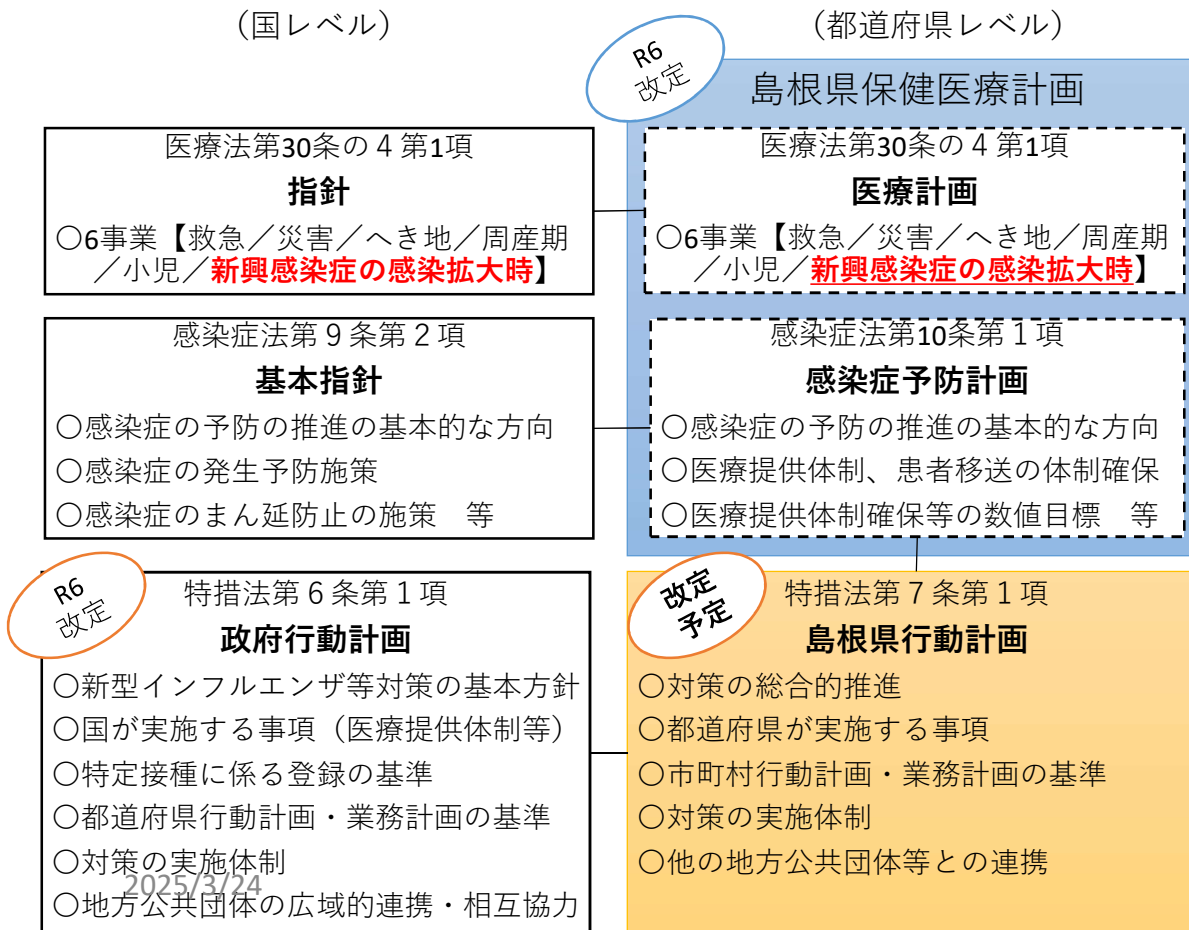 （国レベル）
（都道府県レベル）
R6
改定
島根県保健医療計画
医療法第30条の４第1項
指針
〇6事業【救急／災害／へき地／周産期
／小児／新興感染症の感染拡大時】
医療法第30条の４第1項
医療計画
〇6事業【救急／災害／へき地／周産期
／小児／新興感染症の感染拡大時】
感染症法第９条第２項
基本指針
〇感染症の予防の推進の基本的な方向
〇感染症の発生予防施策
〇感染症のまん延防止の施策　等
感染症法第10条第１項
感染症予防計画
〇感染症の予防の推進の基本的な方向
〇医療提供体制、患者移送の体制確保
〇医療提供体制確保等の数値目標　等
R6
改定
特措法第６条第１項
政府行動計画
〇新型インフルエンザ等対策の基本方針
〇国が実施する事項（医療提供体制等）
〇特定接種に係る登録の基準
〇都道府県行動計画・業務計画の基準
〇対策の実施体制
2025/3/24
〇地方公共団体の広域的連携・相互協力
改定
予定
特措法第７条第１項
島根県行動計画
〇対策の総合的推進
〇都道府県が実施する事項
〇市町村行動計画・業務計画の基準
〇対策の実施体制
〇他の地方公共団体等との連携